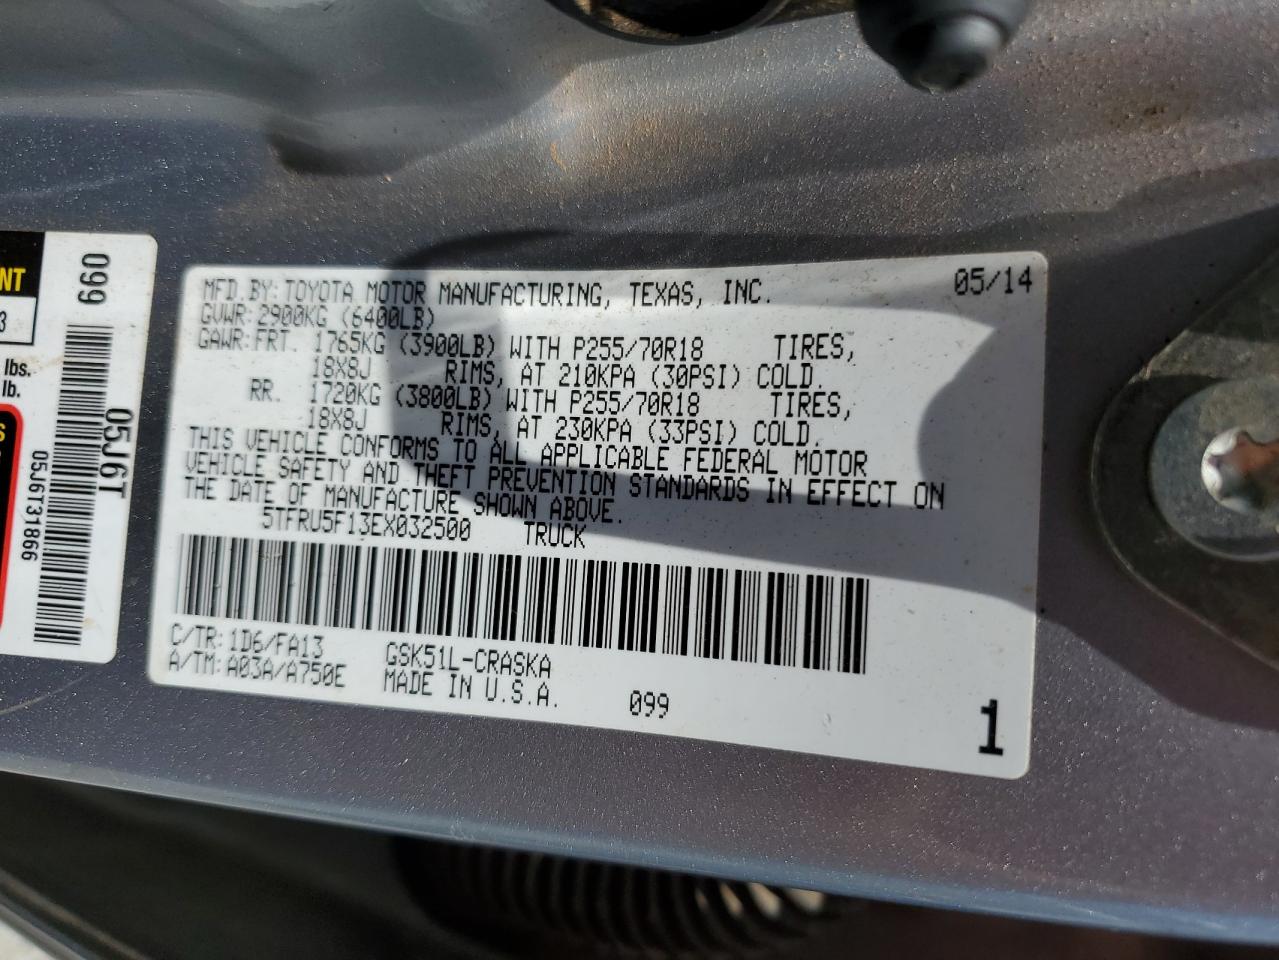 NT
3
lbs.
lb.
S
099
05J6T
05J6T31866
MFD. BY: TOYOTA MOTOR MANUFACTURING, TEXAS, INC. 05/14
GVWR: 2900KG (6400LB)
GAWR: FRT. 1765KG (3900LB) WITH P255/70R18 TIRES,
18X8J RIMS, AT 210KPA (30PSI) COLD.
RR. 1720KG (3800LB) WITH P255/70R18 TIRES,
18X8J RIMS, AT 230KPA (33PSI) COLD.
THIS VEHICLE CONFORMS TO ALL APPLICABLE FEDERAL MOTOR
VEHICLE SAFETY AND THEFT PREVENTION STANDARDS IN EFFECT ON
THE DATE OF MANUFACTURE SHOWN ABOVE.
5TFRU5F13EX032500 TRUCK
C/TR: 1D6/FA13 GSK51L-CRASKA
A/TM: A03A/A750E MADE IN U.S.A. 099
1